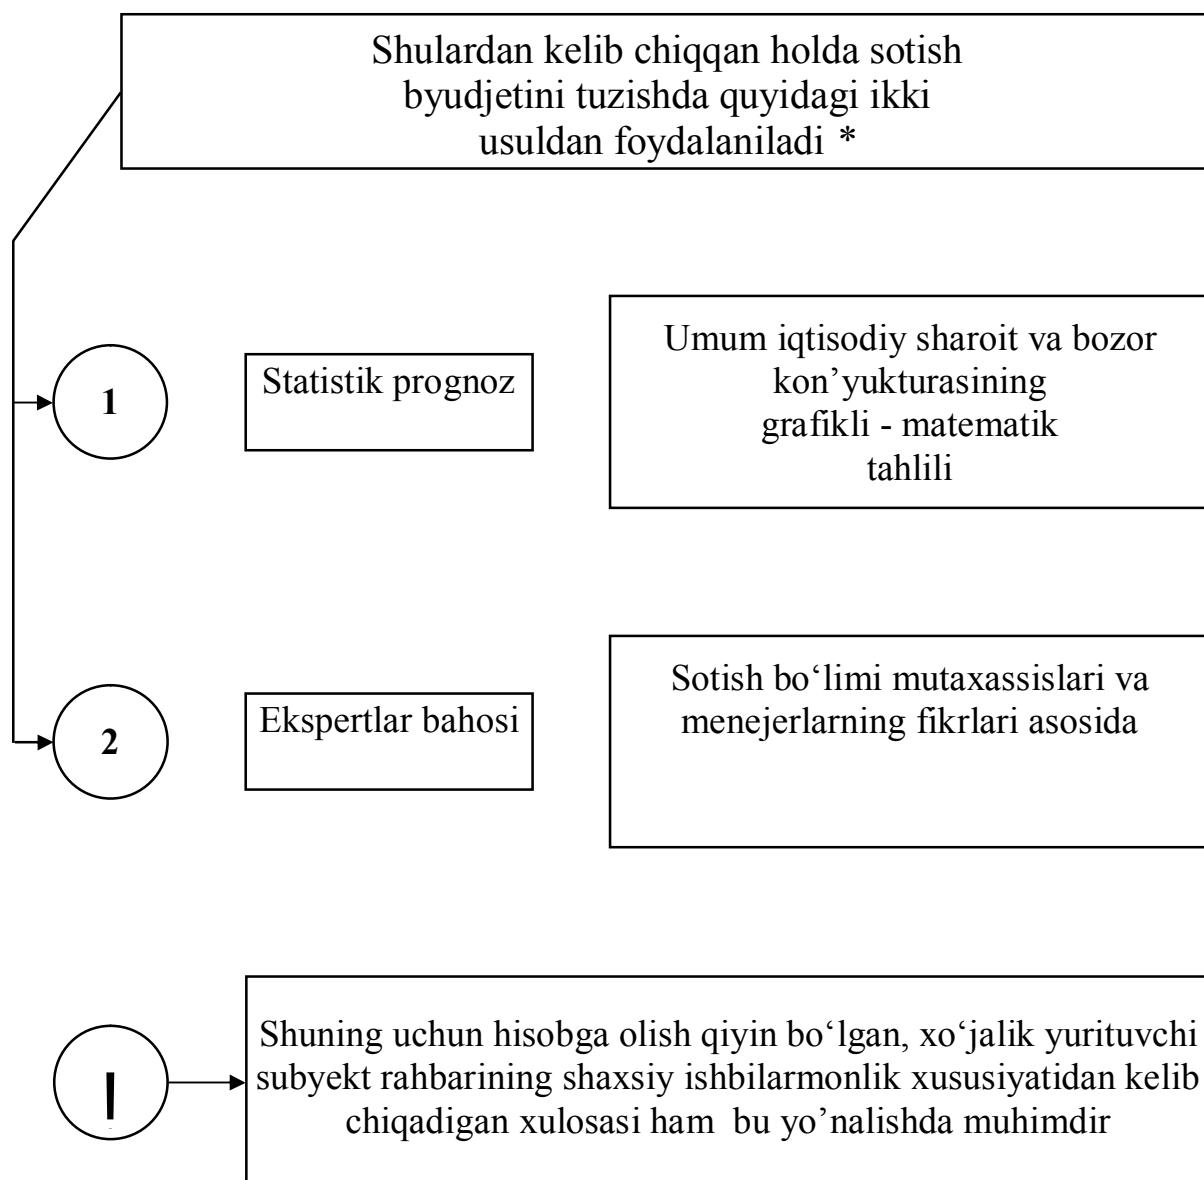 Shulardan kelib chiqqan holda sotish
byudjetini tuzishda quyidagi ikki
usuldan foydalaniladi *
1
Statistik prognoz
Umum iqtisodiy sharoit va bozor
kon’yukturasining
grafikli - matematik
tahlili
2
Ekspertlar bahosi
Sotish bo‘limi mutaxassislari va
menejerlarning fikrlari asosida
!
Shuning uchun hisobga olish qiyin bo‘lgan, xo‘jalik yurituvchi
subyekt rahbarining shaxsiy ishbilarmonlik xususiyatidan kelib
chiqadigan xulosasi ham  bu yo’nalishda muhimdir